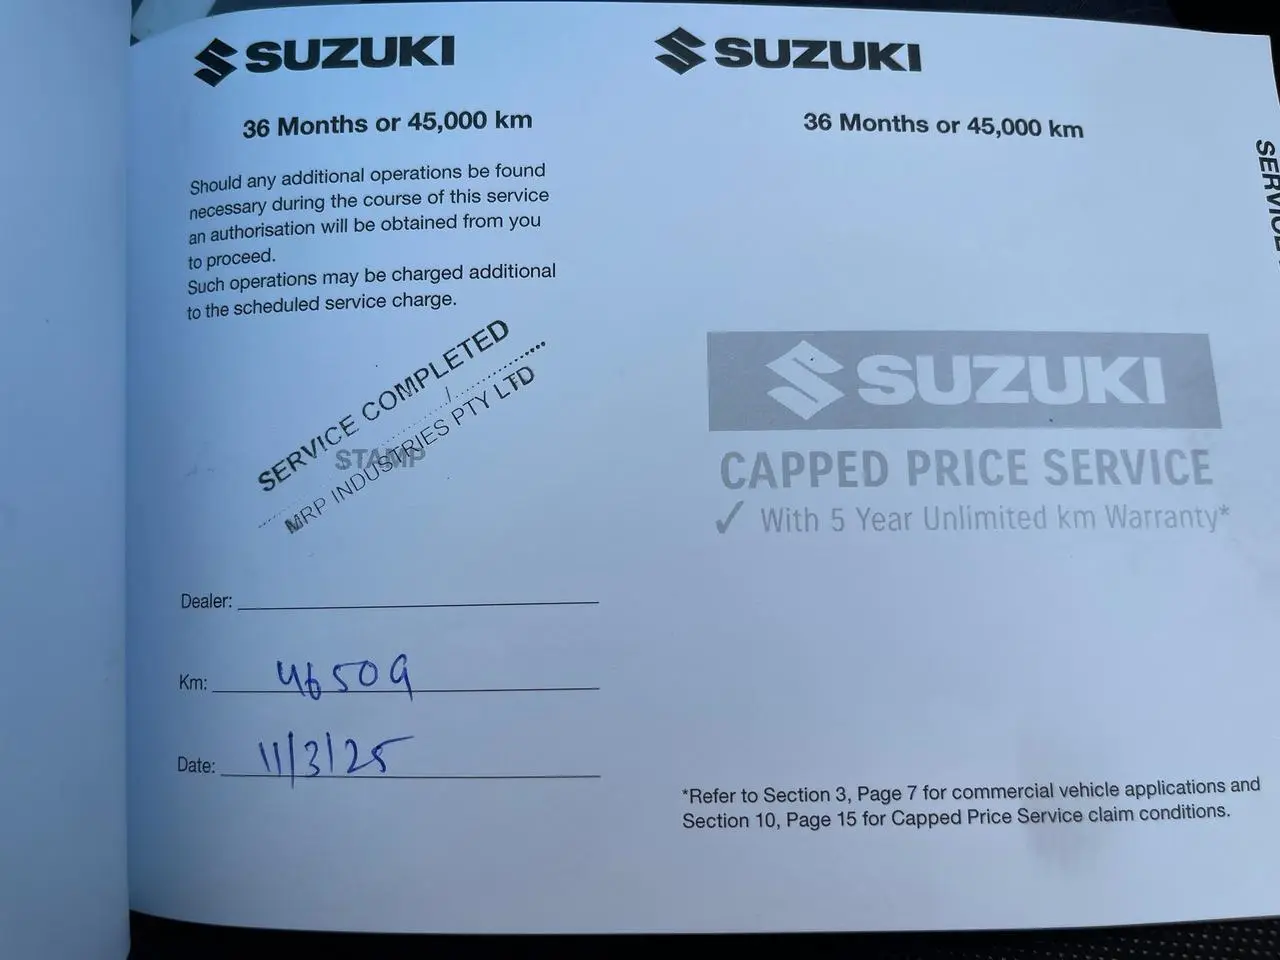 SUZUKI
36 Months or 45,000 km
Should any additional operations be found
necessary during the course of this service
an authorisation will be obtained from you
to proceed.
Such operations may be charged additional
to the scheduled service charge.
SERVICE COMPLETED
......./...............
STAMP
MRP INDUSTRIES PTY LTD
Dealer:
Km: 46509
Date: 11/3/25
SUZUKI
36 Months or 45,000 km
SUZUKI
CAPPED PRICE SERVICE
✓ With 5 Year Unlimited km Warranty*
*Refer to Section 3, Page 7 for commercial vehicle applications and
Section 10, Page 15 for Capped Price Service claim conditions.
SERVICE